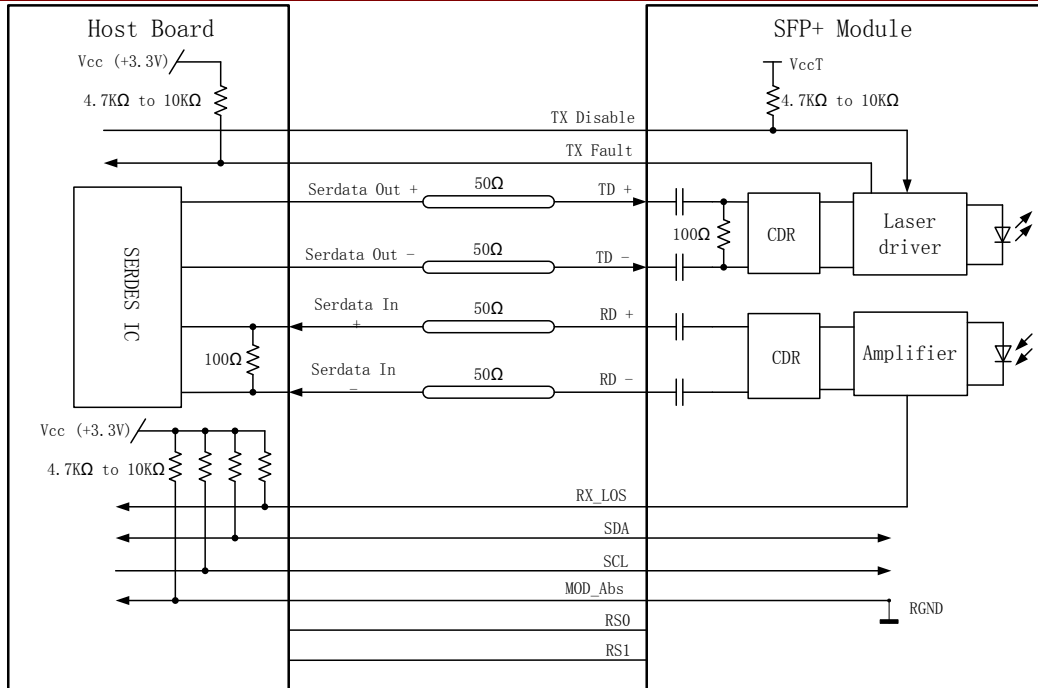 Host Board
SFP+ Module
Vcc (+3.3V)
VccT
4.7KΩ to 10KΩ
4.7KΩ to 10KΩ
TX Disable
TX Fault
Serdata Out +
50Ω
TD +
SERDES IC
100Ω
CDR
Laser
driver
Serdata Out -
50Ω
TD -
Serdata In
+
50Ω
RD +
100Ω
CDR
Amplifier
Serdata In
-
50Ω
RD -
Vcc (+3.3V)
4.7KΩ to 10KΩ
RX_LOS
SDA
SCL
MOD_Abs
RGND
RS0
RS1